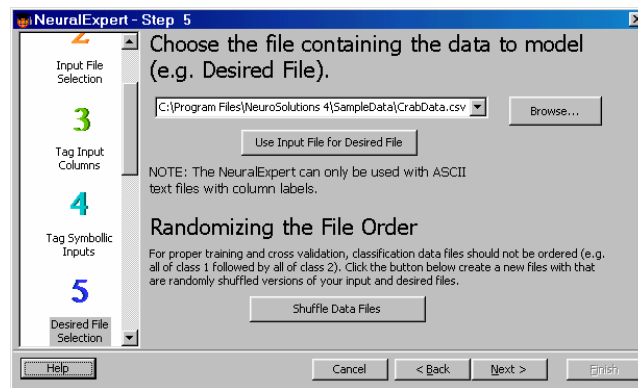 NeuralExpert - Step 5
2
Input File
Selection
3
Tag Input
Columns
4
Tag Symbollic
Inputs
5
Desired File
Selection
Choose the file containing the data to model
(e.g. Desired File).
C:\Program Files\NeuroSolutions 4\SampleData\CrabData.csv
Browse...
Use Input File for Desired File
NOTE: The NeuralExpert can only be used with ASCII
text files with column labels.
Randomizing the File Order
For proper training and cross validation, classification data files should not be ordered (e.g.
all of class 1 followed by all of class 2). Click the button below create a new files with that
are randomly shuffled versions of your input and desired files.
Shuffle Data Files
Help
Cancel
< Back
Next >
Finish